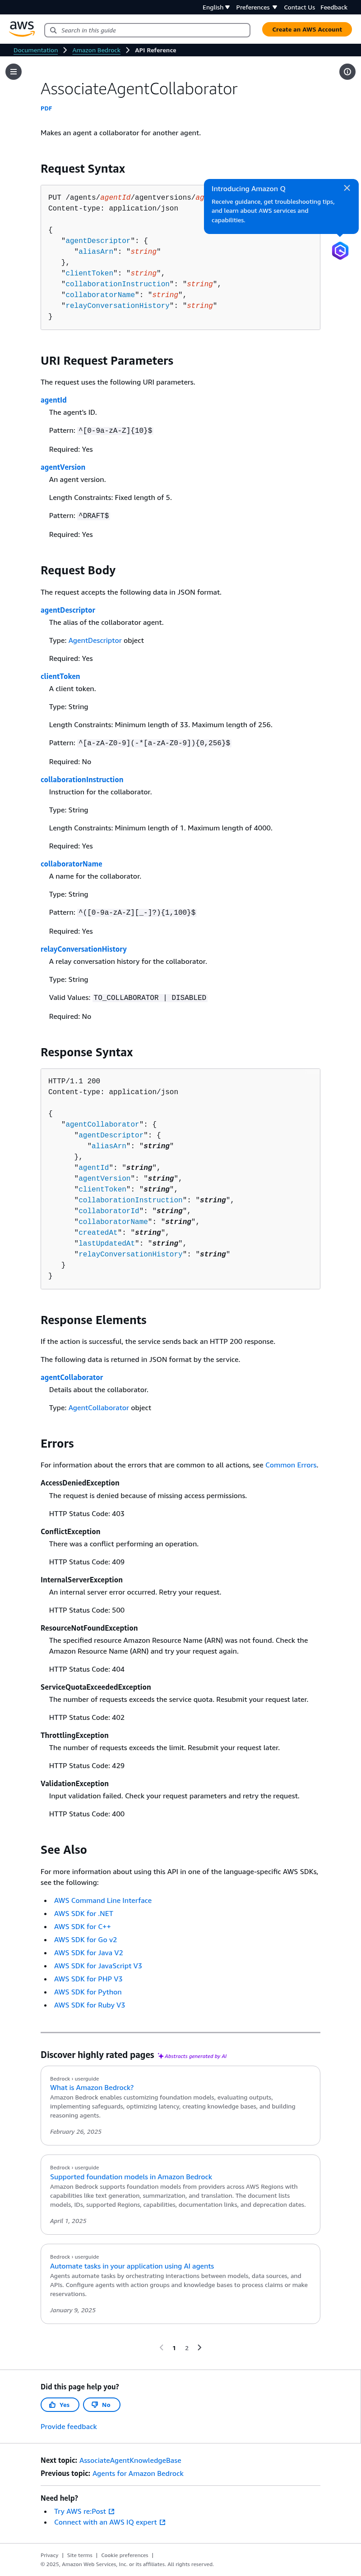 English
Preferences
Contact Us
Feedback
aws
Search in this guide
Create an AWS Account
Documentation
Amazon Bedrock
API Reference
AssociateAgentCollaborator
PDF
Makes an agent a collaborator for another agent.
Request Syntax
Introducing Amazon Q
Receive guidance, get troubleshooting tips,
and learn about AWS services and
capabilities.
PUT /agents/agentId/agentversions/
Content-type: application/json
{
"agentDescriptor": {
"aliasArn": "string"
},
"clientToken": "string",
"collaborationInstruction": "string",
"collaboratorName": "string",
"relayConversationHistory": "string"
}
URI Request Parameters
The request uses the following URI parameters.
agentId
The agent's ID.
Pattern: ^[0-9a-zA-Z]{10}$
Required: Yes
agentVersion
An agent version.
Length Constraints: Fixed length of 5.
Pattern: ^DRAFT$
Required: Yes
Request Body
The request accepts the following data in JSON format.
agentDescriptor
The alias of the collaborator agent.
Type: AgentDescriptor object
Required: Yes
clientToken
A client token.
Type: String
Length Constraints: Minimum length of 33. Maximum length of 256.
Pattern: ^[a-zA-Z0-9](-*[a-zA-Z0-9]){0,256}$
Required: No
collaborationInstruction
Instruction for the collaborator.
Type: String
Length Constraints: Minimum length of 1. Maximum length of 4000.
Required: Yes
collaboratorName
A name for the collaborator.
Type: String
Pattern: ^([0-9a-zA-Z][_-]?){1,100}$
Required: Yes
relayConversationHistory
A relay conversation history for the collaborator.
Type: String
Valid Values: TO_COLLABORATOR | DISABLED
Required: No
Response Syntax
HTTP/1.1 200
Content-type: application/json
{
"agentCollaborator": {
"agentDescriptor": {
"aliasArn": "string"
},
"agentId": "string",
"agentVersion": "string",
"clientToken": "string",
"collaborationInstruction": "string",
"collaboratorId": "string",
"collaboratorName": "string",
"createdAt": "string",
"lastUpdatedAt": "string",
"relayConversationHistory": "string"
}
}
Response Elements
If the action is successful, the service sends back an HTTP 200 response.
The following data is returned in JSON format by the service.
agentCollaborator
Details about the collaborator.
Type: AgentCollaborator object
Errors
For information about the errors that are common to all actions, see Common Errors.
AccessDeniedException
The request is denied because of missing access permissions.
HTTP Status Code: 403
ConflictException
There was a conflict performing an operation.
HTTP Status Code: 409
InternalServerException
An internal server error occurred. Retry your request.
HTTP Status Code: 500
ResourceNotFoundException
The specified resource Amazon Resource Name (ARN) was not found. Check the
Amazon Resource Name (ARN) and try your request again.
HTTP Status Code: 404
ServiceQuotaExceededException
The number of requests exceeds the service quota. Resubmit your request later.
HTTP Status Code: 402
ThrottlingException
The number of requests exceeds the limit. Resubmit your request later.
HTTP Status Code: 429
ValidationException
Input validation failed. Check your request parameters and retry the request.
HTTP Status Code: 400
See Also
For more information about using this API in one of the language-specific AWS SDKs,
see the following:
• AWS Command Line Interface
• AWS SDK for .NET
• AWS SDK for C++
• AWS SDK for Go v2
• AWS SDK for Java V2
• AWS SDK for JavaScript V3
• AWS SDK for PHP V3
• AWS SDK for Python
• AWS SDK for Ruby V3
Discover highly rated pages Abstracts generated by AI
Bedrock › userguide
What is Amazon Bedrock?
Amazon Bedrock enables customizing foundation models, evaluating outputs,
implementing safeguards, optimizing latency, creating knowledge bases, and building
reasoning agents.
February 26, 2025
Bedrock › userguide
Supported foundation models in Amazon Bedrock
Amazon Bedrock supports foundation models from providers across AWS Regions with
capabilities like text generation, summarization, and translation. The document lists
models, IDs, supported Regions, capabilities, documentation links, and deprecation dates.
April 1, 2025
Bedrock › userguide
Automate tasks in your application using AI agents
Agents automate tasks by orchestrating interactions between models, data sources, and
APIs. Configure agents with action groups and knowledge bases to process claims or make
reservations.
January 9, 2025
1 2
Did this page help you?
Yes
No
Provide feedback
Next topic: AssociateAgentKnowledgeBase
Previous topic: Agents for Amazon Bedrock
Need help?
• Try AWS re:Post
• Connect with an AWS IQ expert
Privacy | Site terms | Cookie preferences |
© 2025, Amazon Web Services, Inc. or its affiliates. All rights reserved.